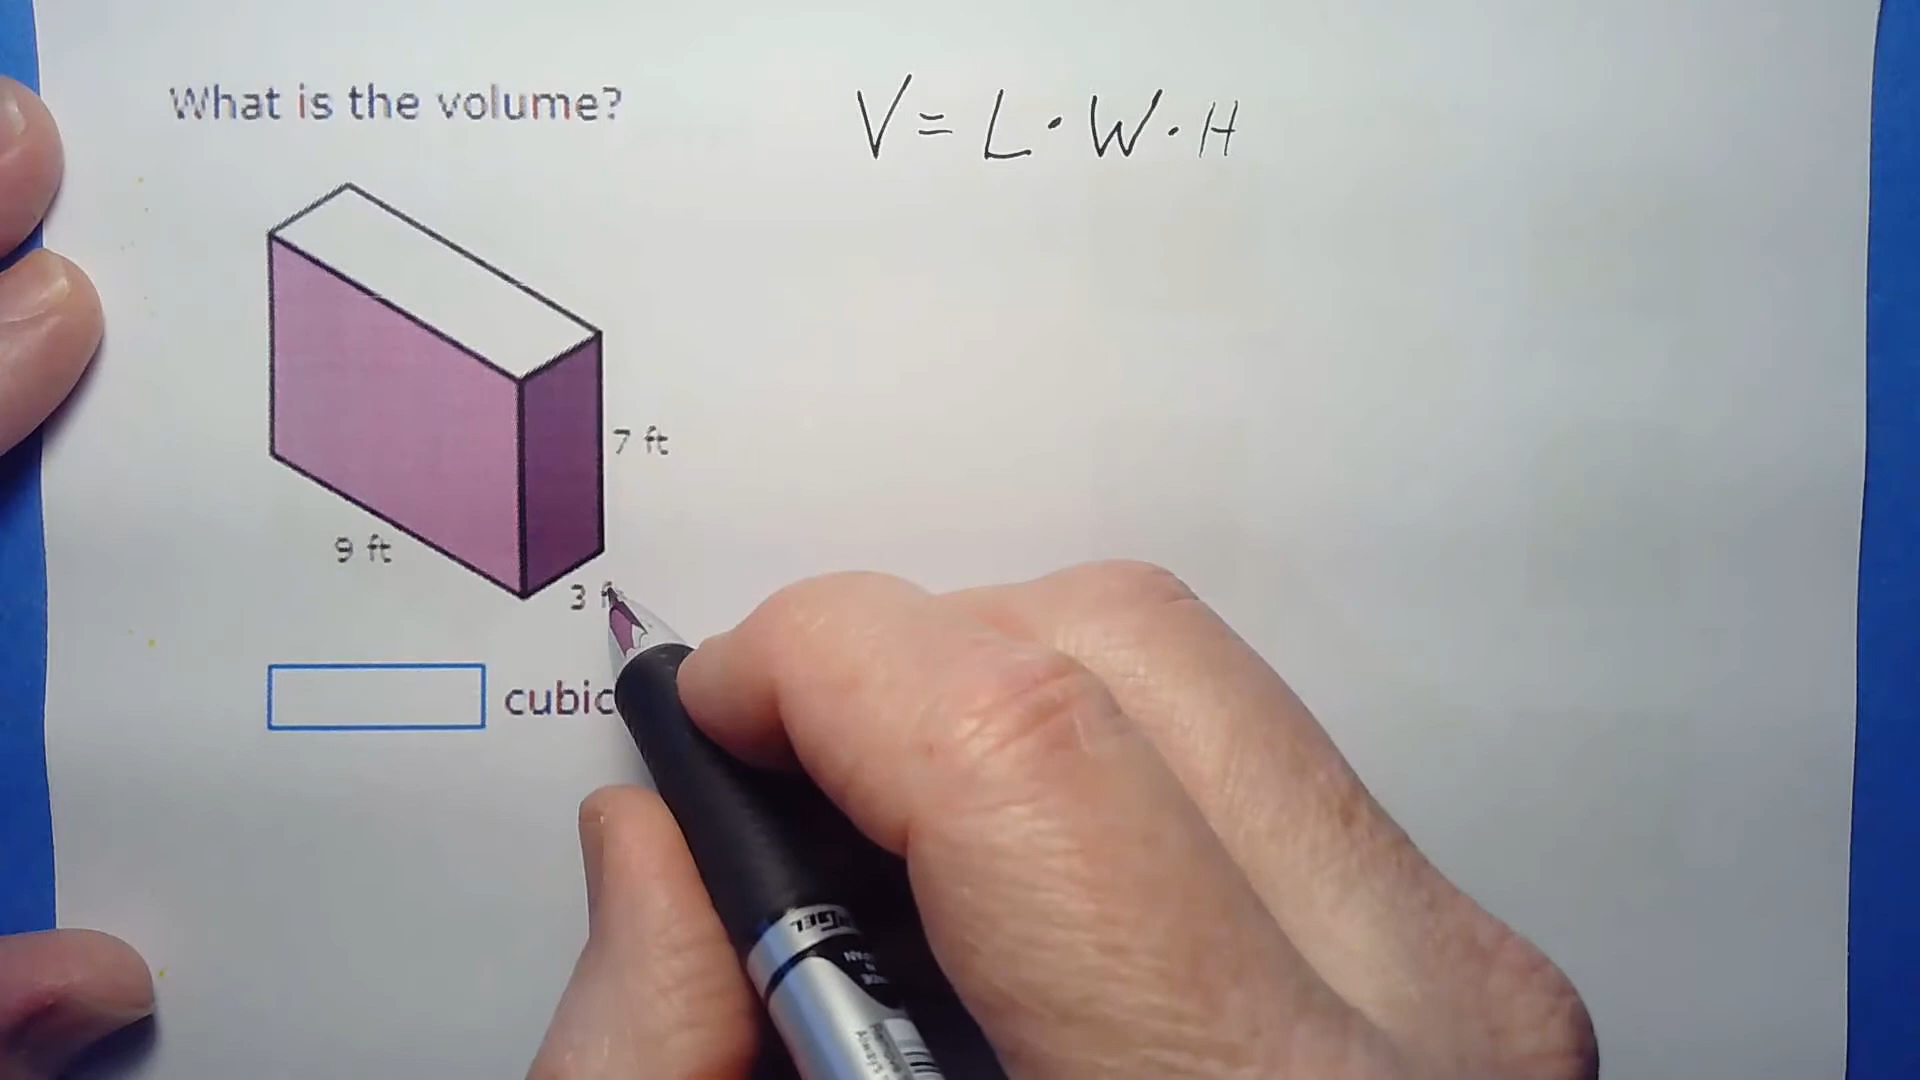 What is the volume?
V = L · W · H
7 ft
9 ft
3
cubic